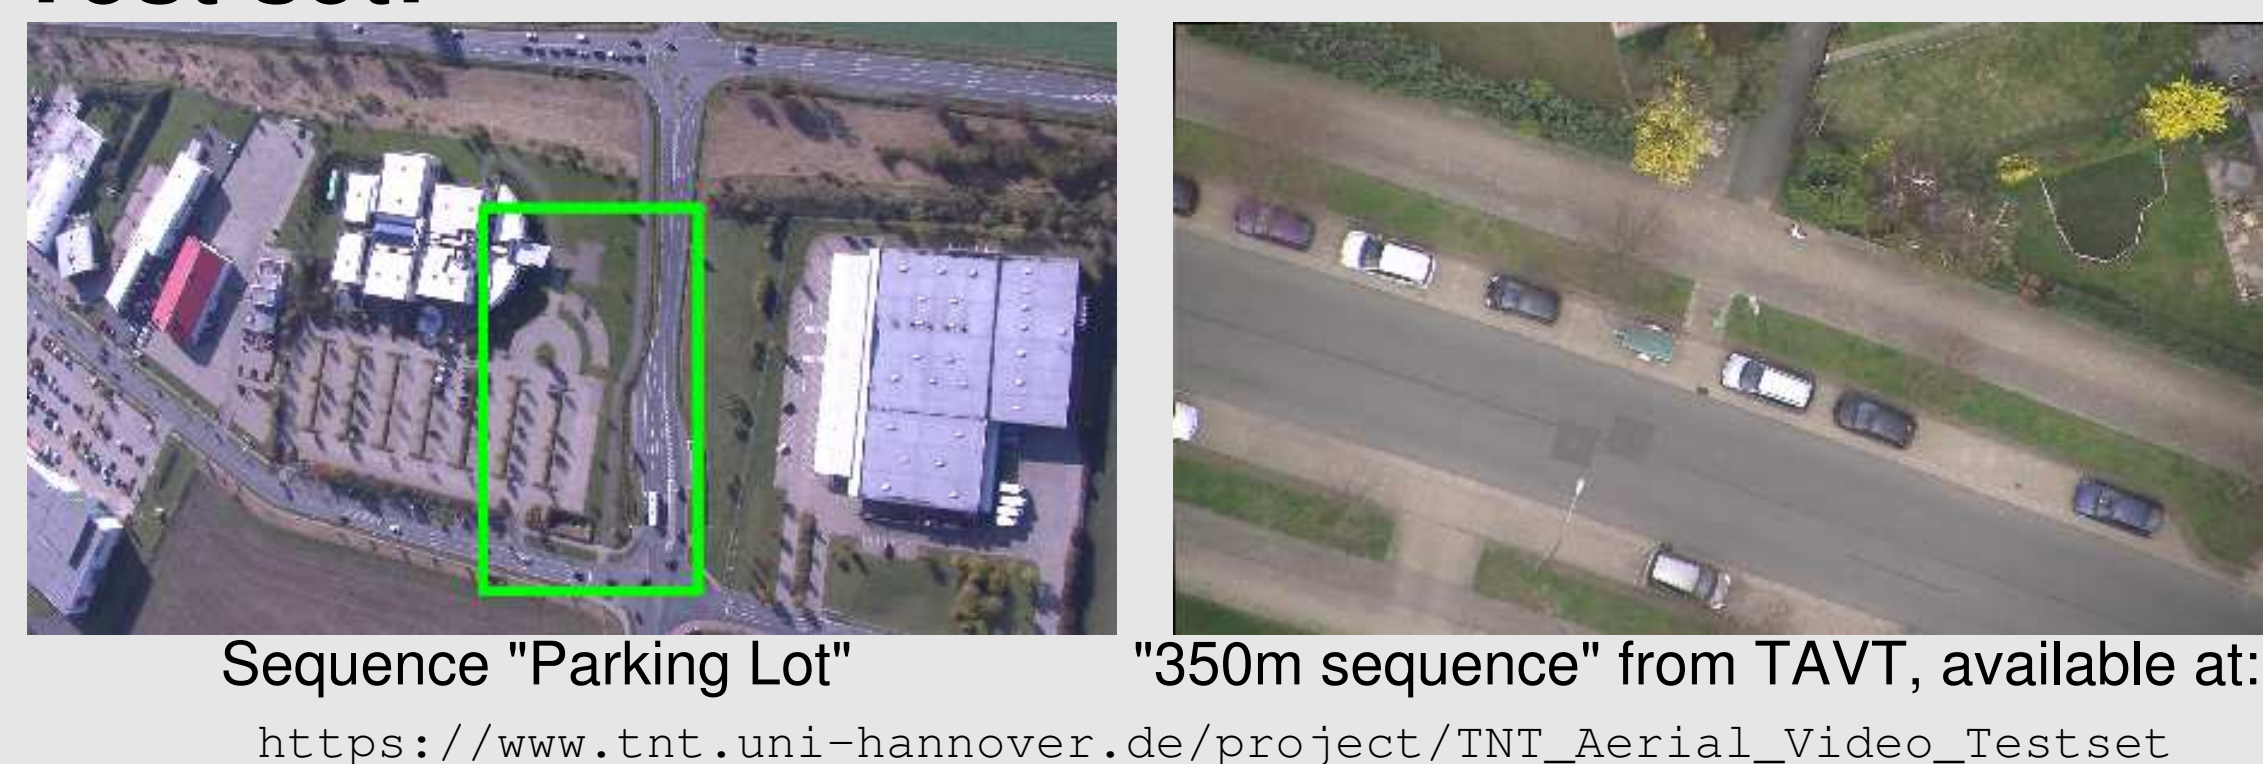 Sequence "Parking Lot"
"350m sequence" from TAVT, available at:
https://www.tnt.uni-hannover.de/project/TNT_Aerial_Video_Testset